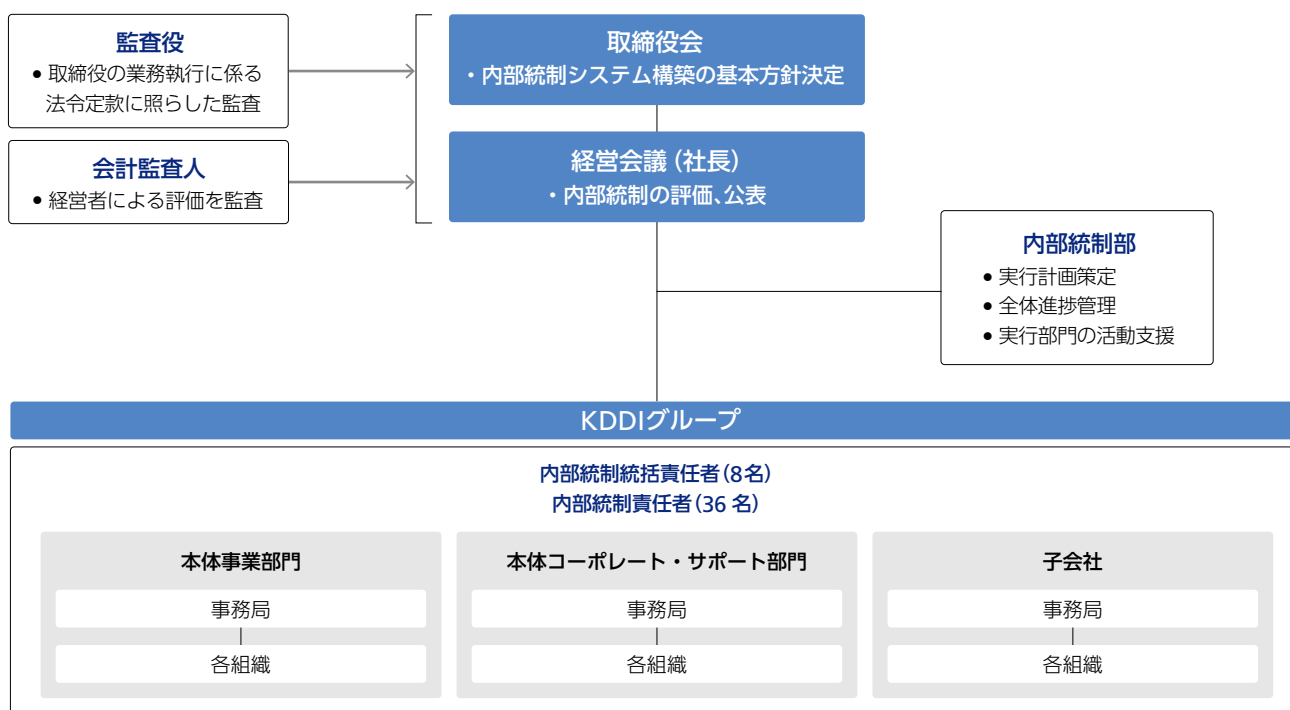 監査役
• 取締役の業務執行に係る
法令定款に照らした監査
会計監査人
• 経営者による評価を監査
取締役会
・内部統制システム構築の基本方針決定
経営会議(社長)
・内部統制の評価、公表
内部統制部
• 実行計画策定
• 全体進捗管理
• 実行部門の活動支援
KDDIグループ
内部統制統括責任者(8名)
内部統制責任者(36 名)
本体事業部門
事務局
各組織
本体コーポレート・サポート部門
事務局
各組織
子会社
事務局
各組織